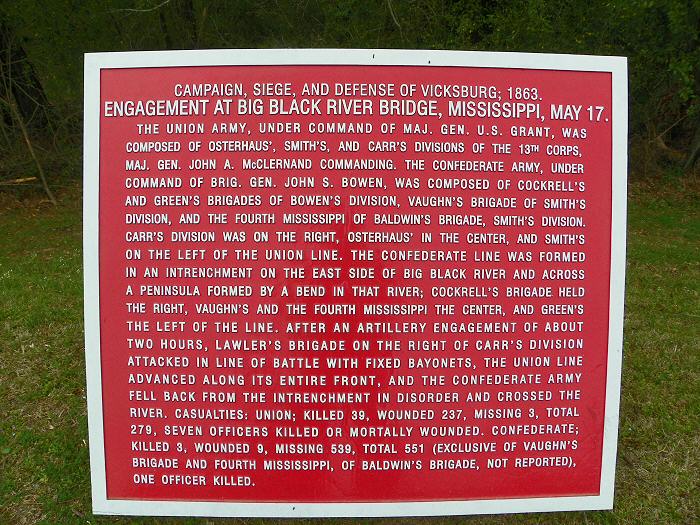 CAMPAIGN, SIEGE, AND DEFENSE OF VICKSBURG; 1863.
ENGAGEMENT AT BIG BLACK RIVER BRIDGE, MISSISSIPPI, MAY 17.
THE UNION ARMY, UNDER COMMAND OF MAJ. GEN. U.S. GRANT, WAS
COMPOSED OF OSTERHAUS', SMITH'S, AND CARR'S DIVISIONS OF THE 13TH CORPS,
MAJ. GEN. JOHN A. McCLERNAND COMMANDING. THE CONFEDERATE ARMY, UNDER
COMMAND OF BRIG. GEN. JOHN S. BOWEN, WAS COMPOSED OF COCKRELL'S
AND GREEN'S BRIGADES OF BOWEN'S DIVISION, VAUGHN'S BRIGADE OF SMITH'S
DIVISION, AND THE FOURTH MISSISSIPPI OF BALDWIN'S BRIGADE, SMITH'S DIVISION.
CARR'S DIVISION WAS ON THE RIGHT, OSTERHAUS' IN THE CENTER, AND SMITH'S
ON THE LEFT OF THE UNION LINE. THE CONFEDERATE LINE WAS FORMED
IN AN INTRENCHMENT ON THE EAST SIDE OF BIG BLACK RIVER AND ACROSS
A PENINSULA FORMED BY A BEND IN THAT RIVER; COCKRELL'S BRIGADE HELD
THE RIGHT, VAUGHN'S AND THE FOURTH MISSISSIPPI THE CENTER, AND GREEN'S
THE LEFT OF THE LINE. AFTER AN ARTILLERY ENGAGEMENT OF ABOUT
TWO HOURS, LAWLER'S BRIGADE ON THE RIGHT OF CARR'S DIVISION
ATTACKED IN LINE OF BATTLE WITH FIXED BAYONETS, THE UNION LINE
ADVANCED ALONG ITS ENTIRE FRONT, AND THE CONFEDERATE ARMY
FELL BACK FROM THE INTRENCHMENT IN DISORDER AND CROSSED THE
RIVER. CASUALTIES: UNION; KILLED 39, WOUNDED 237, MISSING 3, TOTAL
279, SEVEN OFFICERS KILLED OR MORTALLY WOUNDED. CONFEDERATE;
KILLED 3, WOUNDED 9, MISSING 539, TOTAL 551 (EXCLUSIVE OF VAUGHN'S
BRIGADE AND FOURTH MISSISSIPPI, OF BALDWIN'S BRIGADE, NOT REPORTED),
ONE OFFICER KILLED.